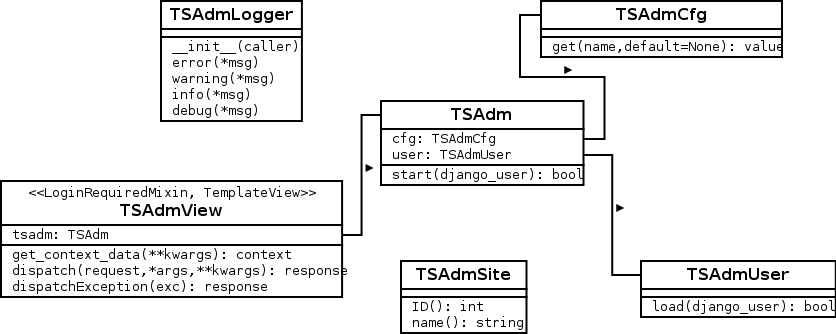 TSAdmLogger
__init__(caller)
error(*msg)
warning(*msg)
info(*msg)
debug(*msg)
TSAdmCfg
get(name,default=None): value
TSAdm
cfg: TSAdmCfg
user: TSAdmUser
start(django_user): bool
<<LoginRequiredMixin, TemplateView>>
TSAdmView
tsadm: TSAdm
get_context_data(**kwargs): context
dispatch(request,*args,**kwargs): response
dispatchException(exc): response
TSAdmSite
ID(): int
name(): string
TSAdmUser
load(django_user): bool